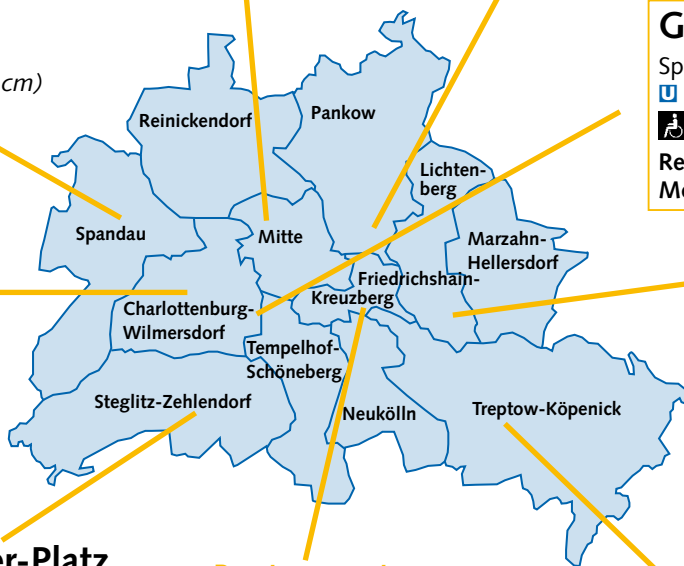 cm)
G
Sp
U
Re
Reinickendorf
Pankow
Lichten-
berg
Spandau
Mitte
Marzahn-
Hellersdorf
Friedrichshain-
Kreuzberg
Charlottenburg-
Wilmersdorf
Tempelhof-
Schöneberg
Steglitz-Zehlendorf
Neukölln
Treptow-Köpenick
er-Platz